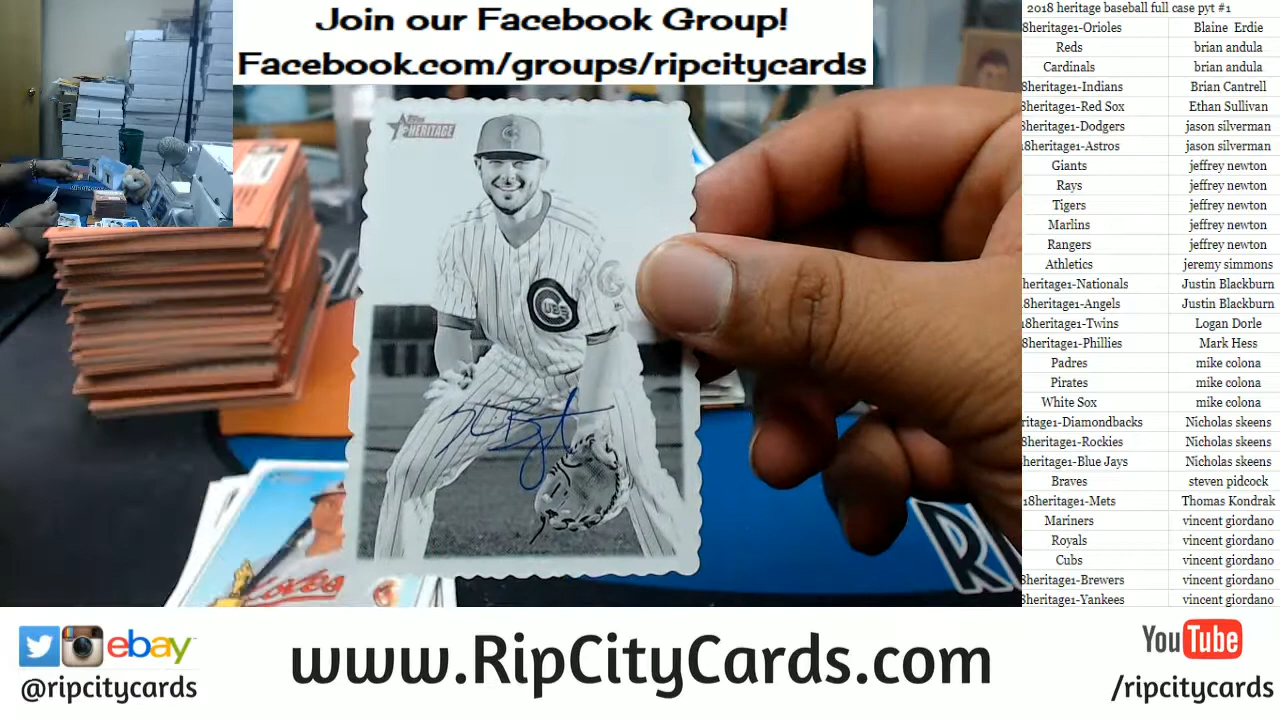 Join our Facebook Group!
Facebook.com/groups/ripcitycards
2018 heritage baseball full case pyt #1
8heritage1-Orioles Blaine Erdie
Reds brian andula
Cardinals brian andula
heritage1-Indians Brian Cantrell
8heritage1-Red Sox Ethan Sullivan
heritage1-Dodgers jason silverman
8heritage1-Astros jason silverman
Giants jeffrey newton
Rays jeffrey newton
Tigers jeffrey newton
Marlins jeffrey newton
Rangers jeffrey newton
Athletics jeremy simmons
heritage1-Nationals Justin Blackburn
8heritage1-Angels Justin Blackburn
18heritage1-Twins Logan Dorle
8heritage1-Phillies Mark Hess
Padres mike colona
Pirates mike colona
White Sox mike colona
ritage1-Diamondbacks Nicholas skeens
8heritage1-Rockies Nicholas skeens
heritage1-Blue Jays Nicholas skeens
Braves steven pidcock
18heritage1-Mets Thomas Kondrak
Mariners vincent giordano
Royals vincent giordano
Cubs vincent giordano
heritage1-Brewers vincent giordano
8heritage1-Yankees vincent giordano
Topps
HERITAGE
C
CUBS
R
ebay
@ripcitycards
www.RipCityCards.com
YouTube
/ripcitycards